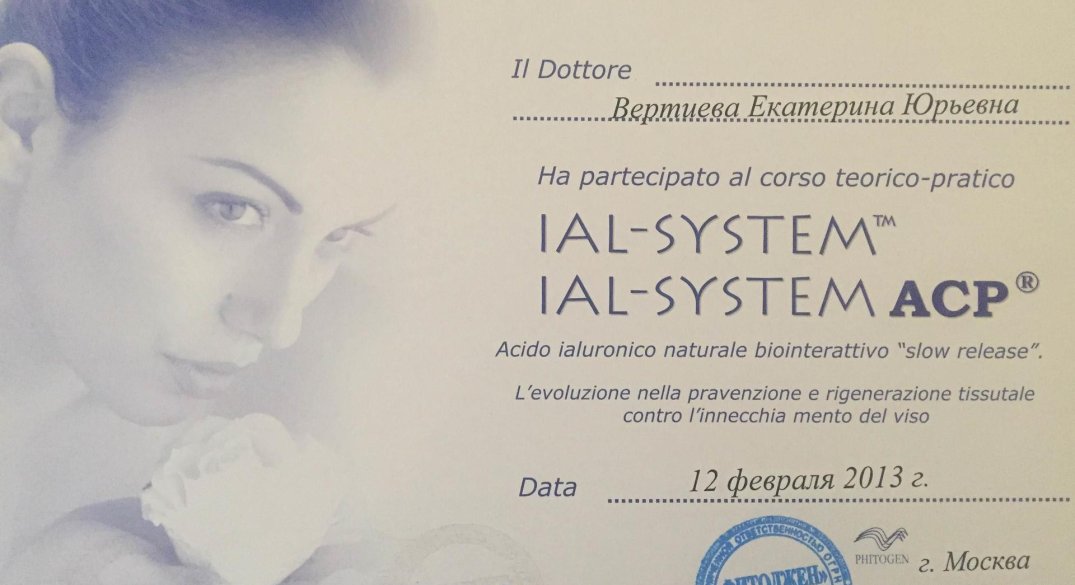 Il Dottore
Вертиева Екатерина Юрьевна
Ha partecipato al corso teorico-pratico
IAL-SYSTEM™
IAL-SYSTEM ACP®
Acido ialuronico naturale biointerattivo “slow release”.
L’evoluzione nella pravenzione e rigenerazione tissutale
contro l’innecchia mento del viso
Data 12 февраля 2013 г.
ОТВЕТСТВЕННОСТЬЮ
PHITOGEN г. Москва